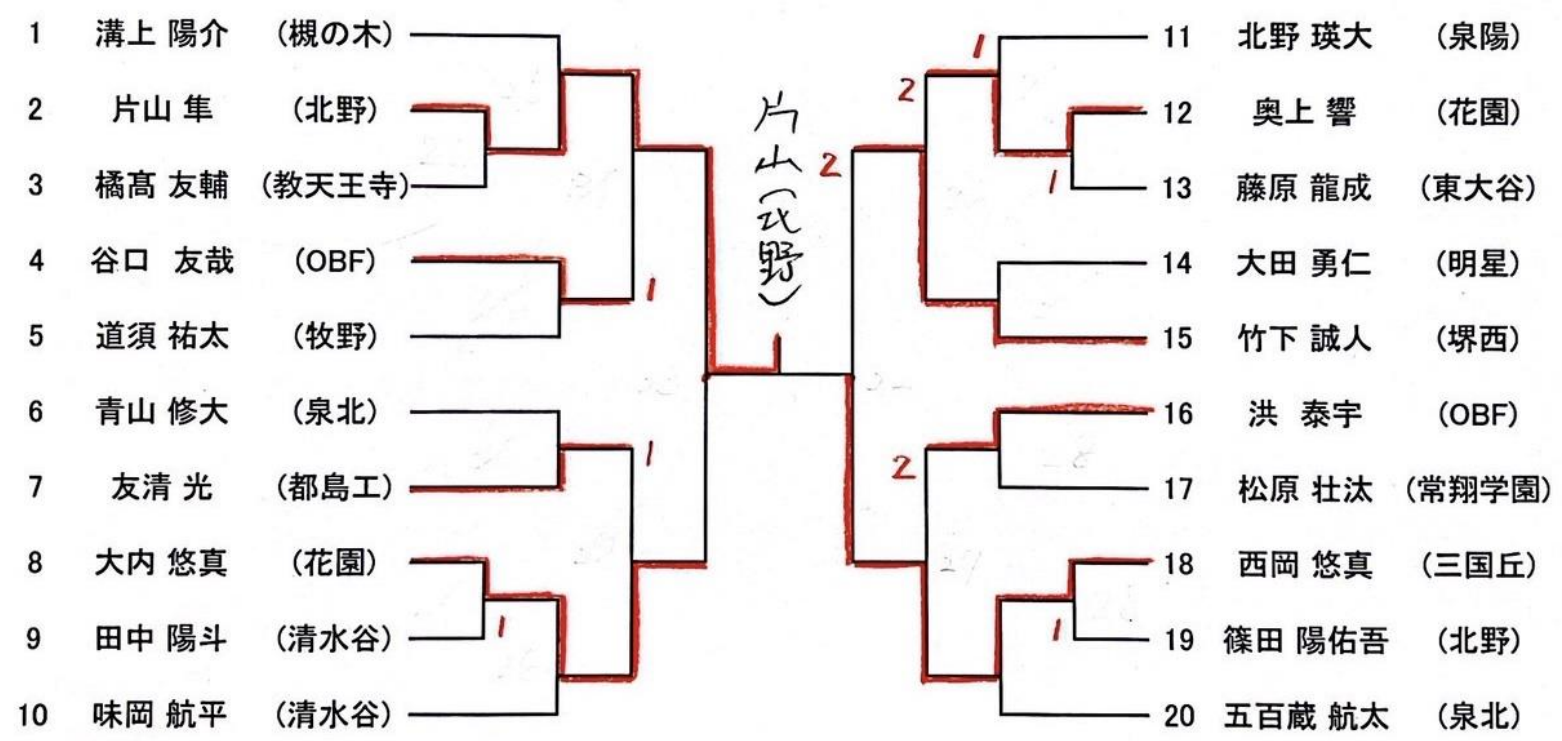 1 溝上 陽介 (槻の木)
2 片山 隼 (北野)
3 橘髙 友輔 (教天王寺)
4 谷口 友哉 (OBF)
5 道須 祐太 (牧野)
6 青山 修大 (泉北)
7 友清 光 (都島工)
8 大内 悠真 (花園)
9 田中 陽斗 (清水谷)
10 味岡 航平 (清水谷)
1
1
1
片山(北野)
2
2
1
1
2
1
11 北野 瑛大 (泉陽)
12 奥上 響 (花園)
13 藤原 龍成 (東大谷)
14 大田 勇仁 (明星)
15 竹下 誠人 (堺西)
16 洪 泰宇 (OBF)
17 松原 壮汰 (常翔学園)
18 西岡 悠真 (三国丘)
19 篠田 陽佑吾 (北野)
20 五百蔵 航太 (泉北)